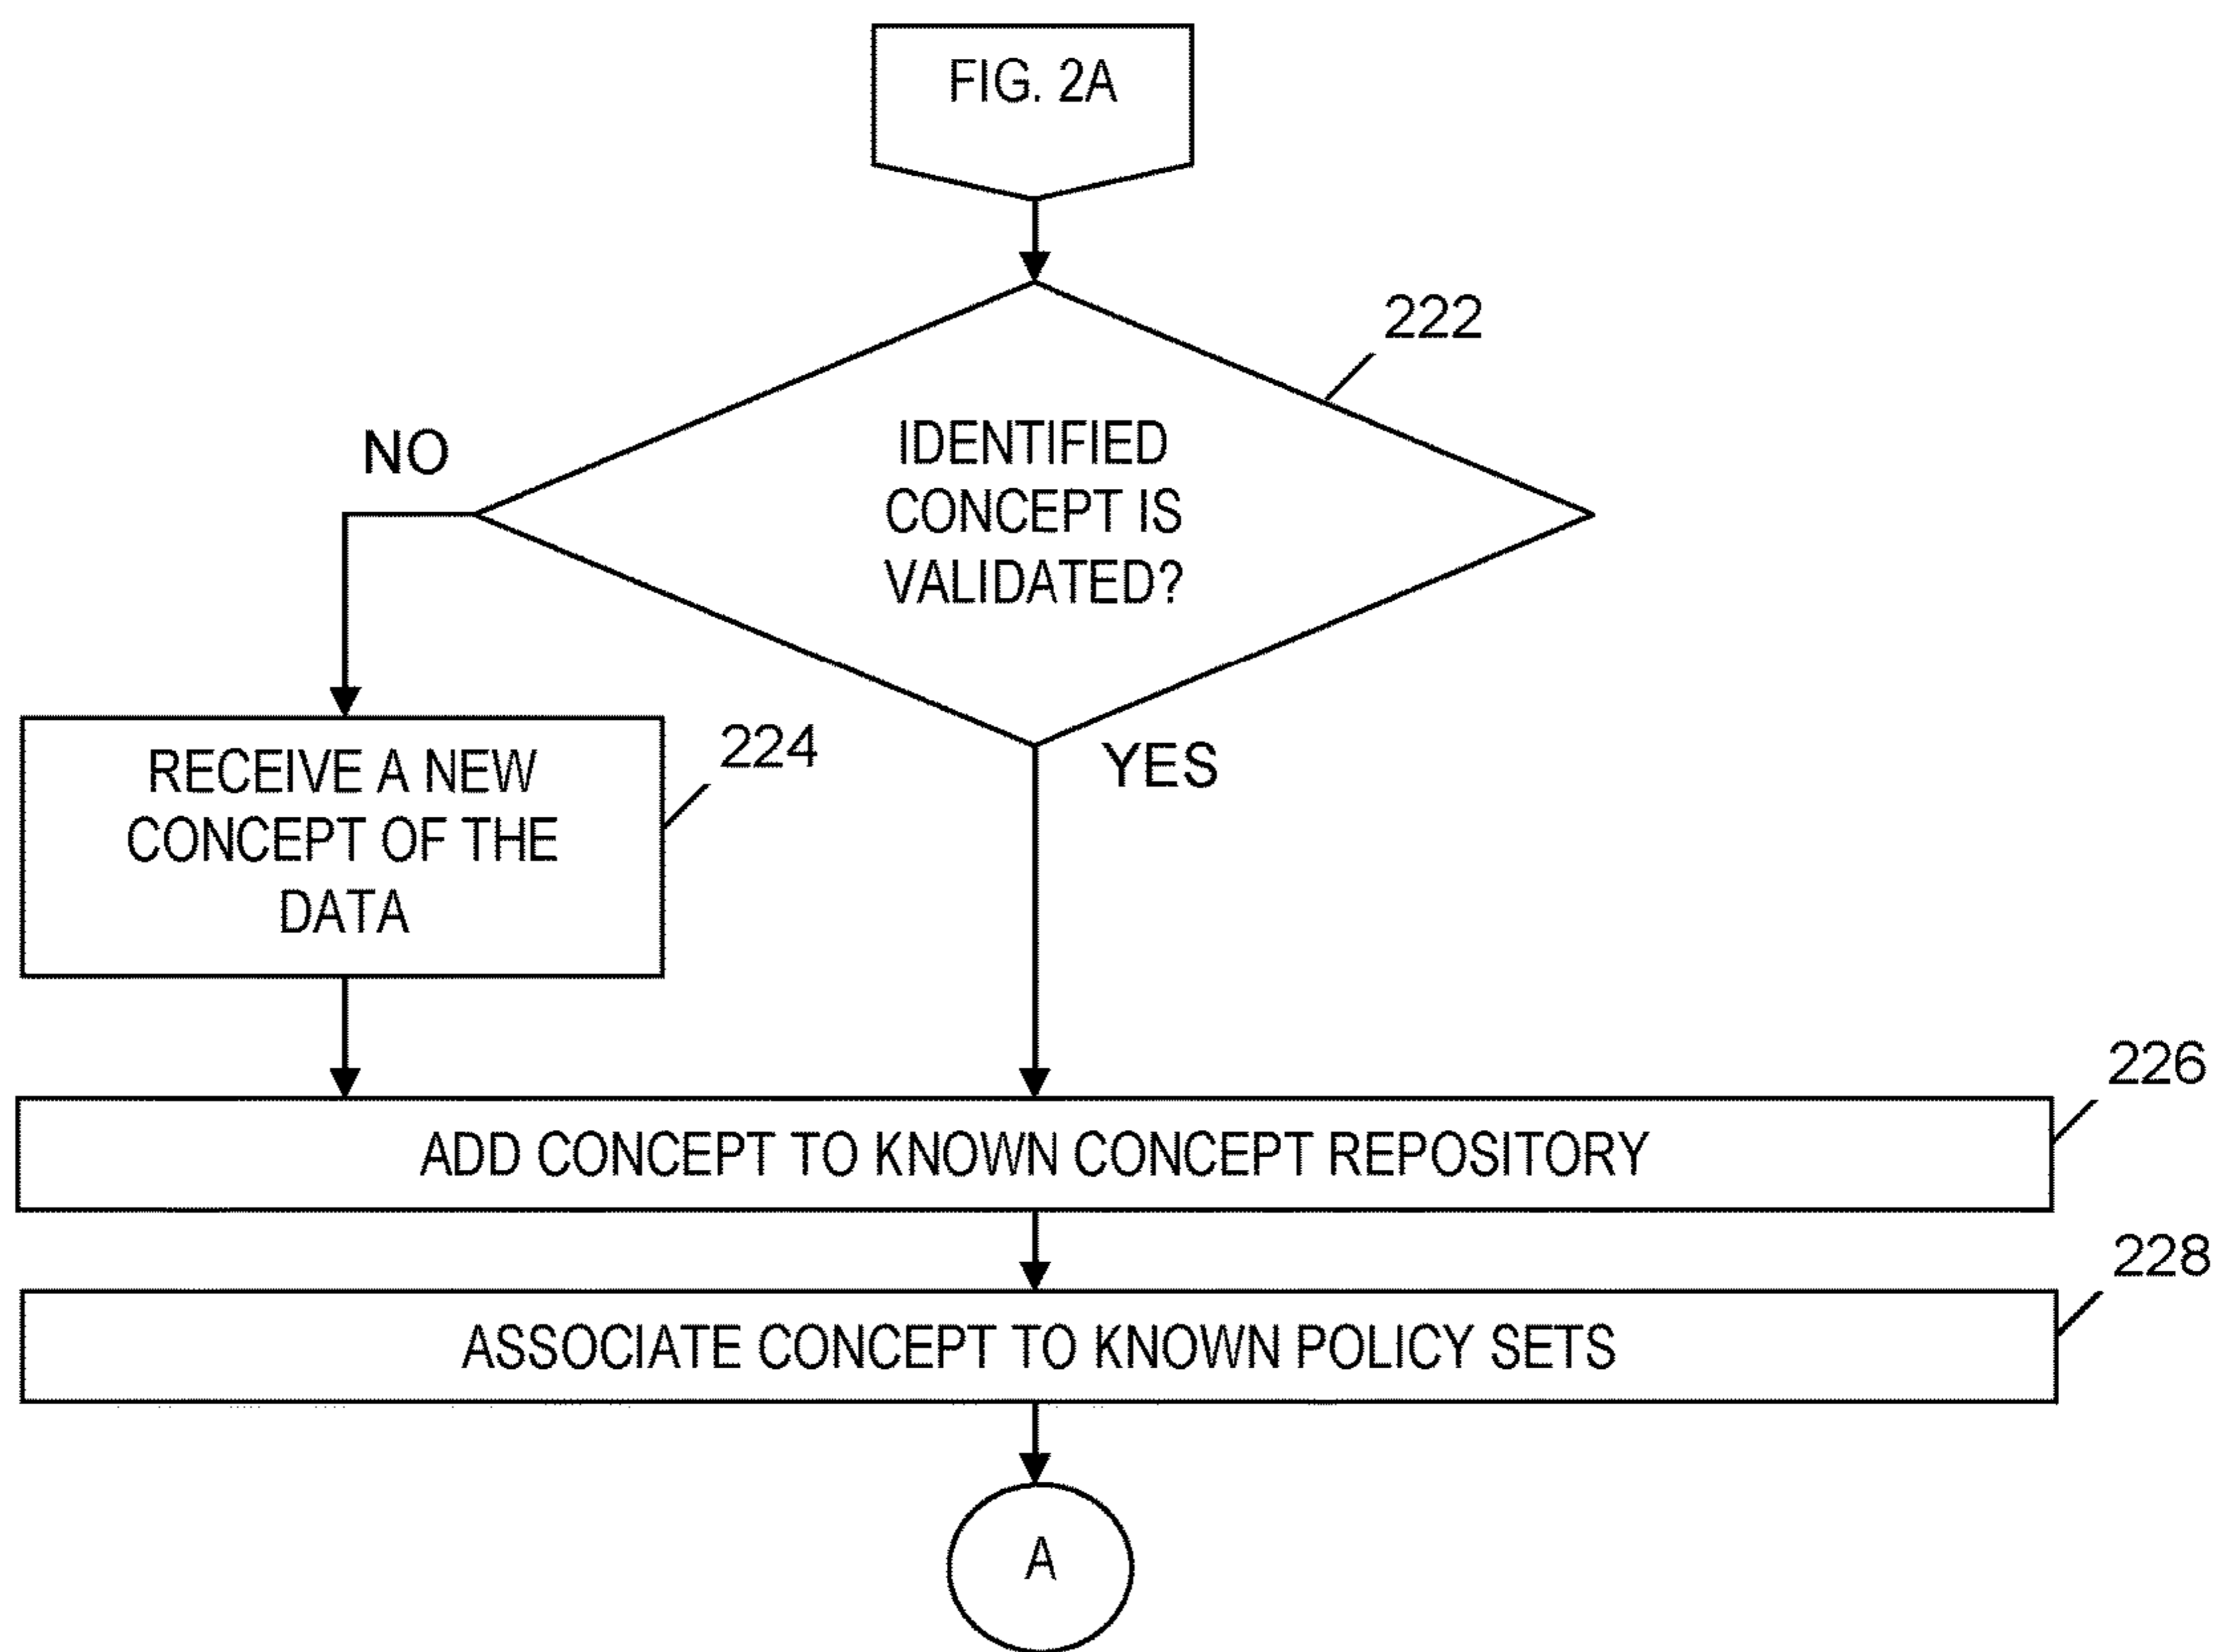 FIG. 2A
222
NO
IDENTIFIED
CONCEPT IS
VALIDATED?
YES
224
RECEIVE A NEW
CONCEPT OF THE
DATA
226
ADD CONCEPT TO KNOWN CONCEPT REPOSITORY
228
ASSOCIATE CONCEPT TO KNOWN POLICY SETS
A